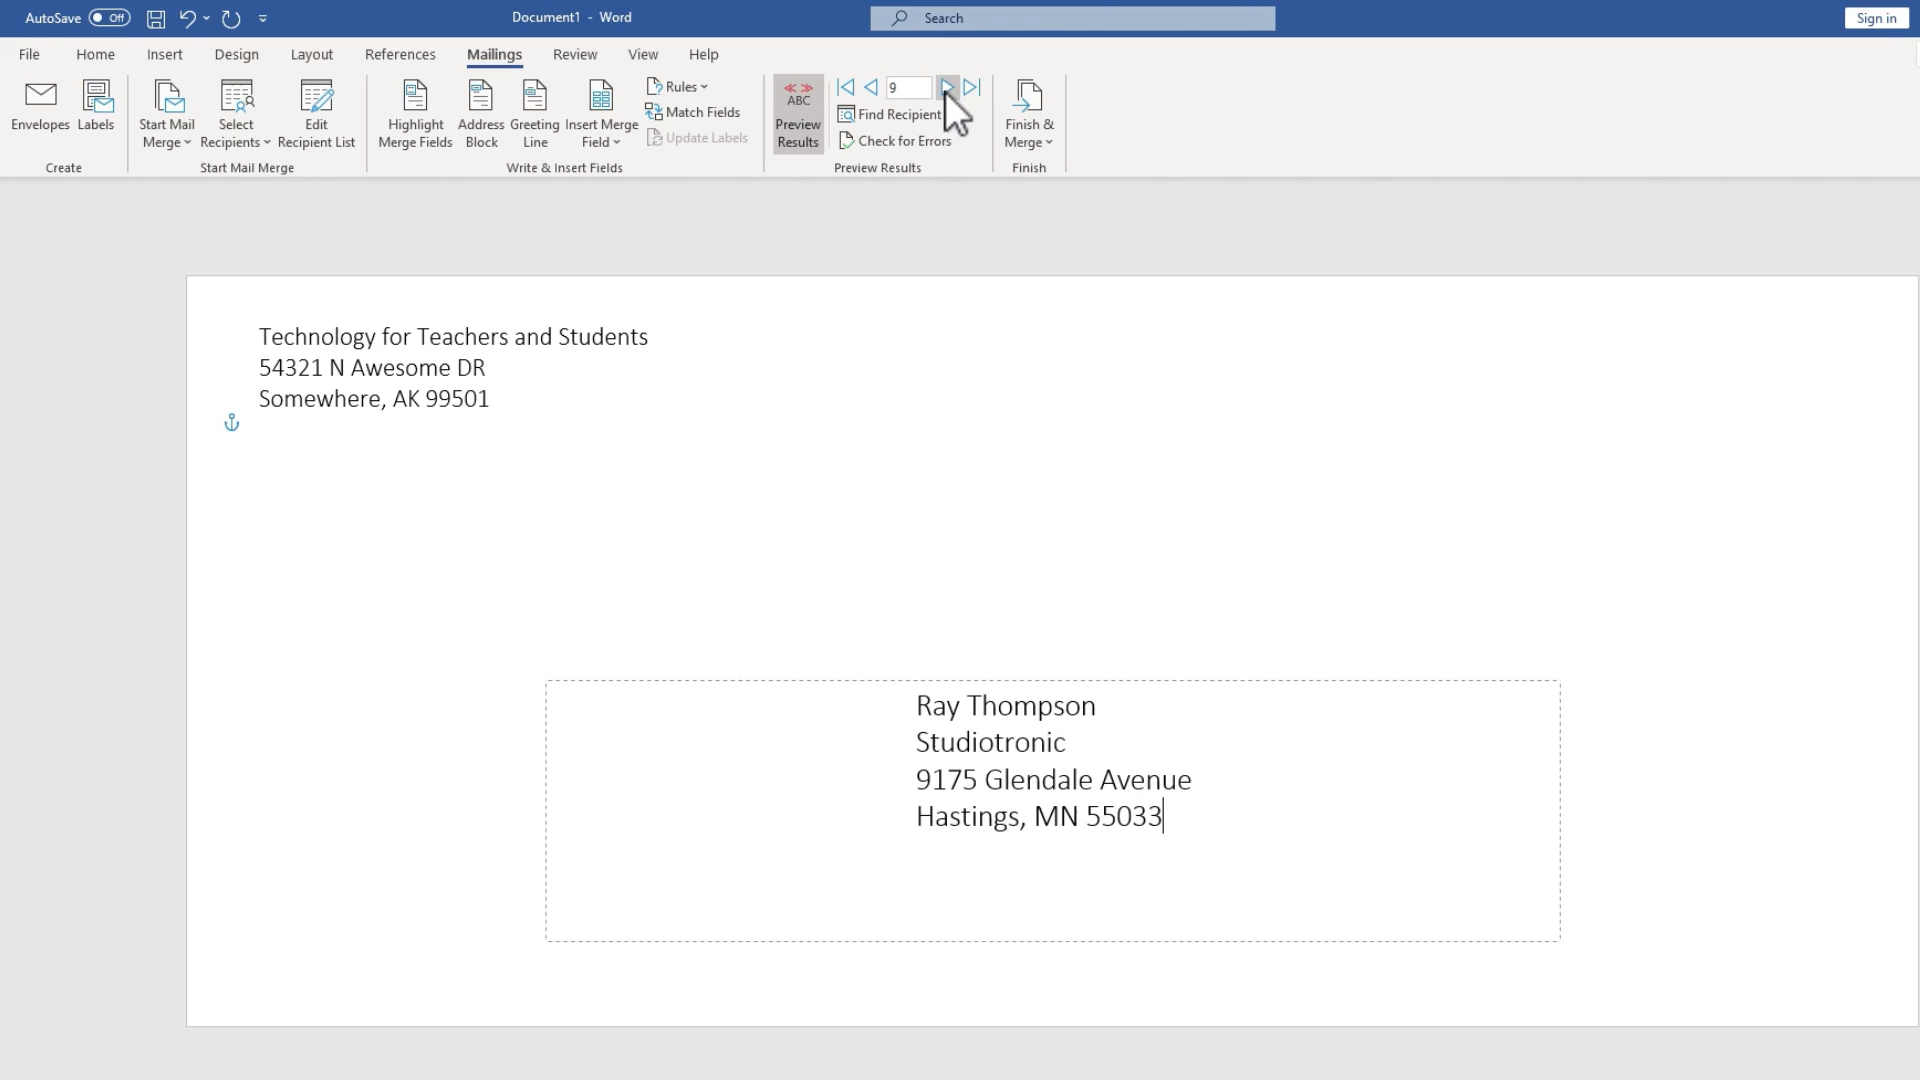 AutoSave Off
Document1 - Word
Search
Sign in
File Home Insert Design Layout References Mailings Review View Help
Envelopes
Labels
Create
Start Mail
Merge
Select
Recipients
Edit
Recipient List
Start Mail Merge
Highlight
Merge Fields
Address
Block
Greeting
Line
Insert Merge
Field
Rules
Match Fields
Update Labels
Write & Insert Fields
ABC
Preview
Results
9
Find Recipient
Check for Errors
Preview Results
Finish &
Merge
Finish
Technology for Teachers and Students
54321 N Awesome DR
Somewhere, AK 99501
Ray Thompson
Studiotronic
9175 Glendale Avenue
Hastings, MN 55033